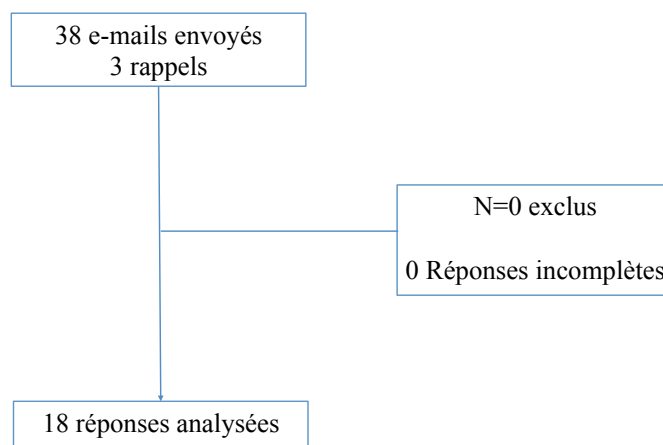 38 e-mails envoyés
3 rappels
N=0 exclus
0 Réponses incomplètes
18 réponses analysées